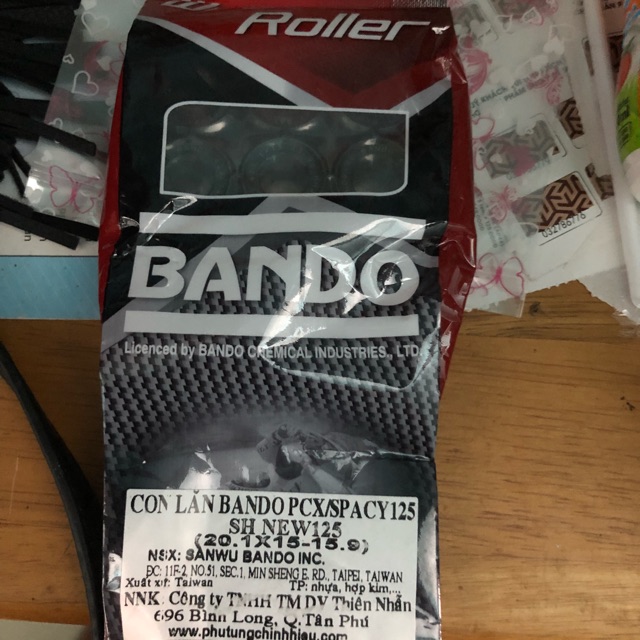 Roller
BANDO
Licenced by BANDO CHEMICAL INDUSTRIES., LTD.
CON LĂN BANDO PCX/SPACY125
SH NEW125
(20.1X15-15.9)
NSX: SANWU BANDO INC.
ĐC: 11F-2, NO.51, SEC.1, MIN SHENG E. RD., TAIPEI, TAIWAN
Xuất xứ: Taiwan TP: nhựa, hợp kim,...
NNK: Công ty TNHH TM DV Thiên Nhẫn
696 Bình Long, Q.Tân Phú
www.phutungchinhhieu.com